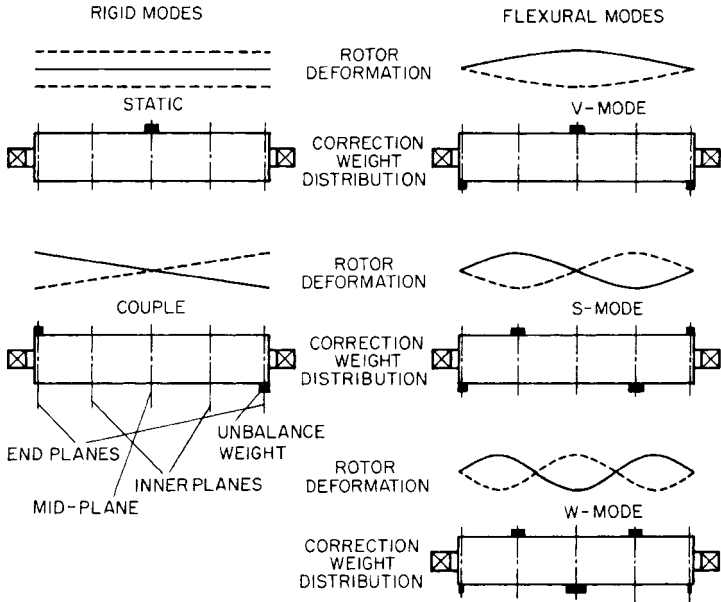 RIGID MODES
FLEXURAL MODES
ROTOR
DEFORMATION
STATIC
V-MODE
CORRECTION
WEIGHT
DISTRIBUTION
ROTOR
DEFORMATION
COUPLE
S-MODE
CORRECTION
WEIGHT
DISTRIBUTION
END PLANES
UNBALANCE
WEIGHT
INNER PLANES
MID-PLANE
ROTOR
DEFORMATION
W-MODE
CORRECTION
WEIGHT
DISTRIBUTION